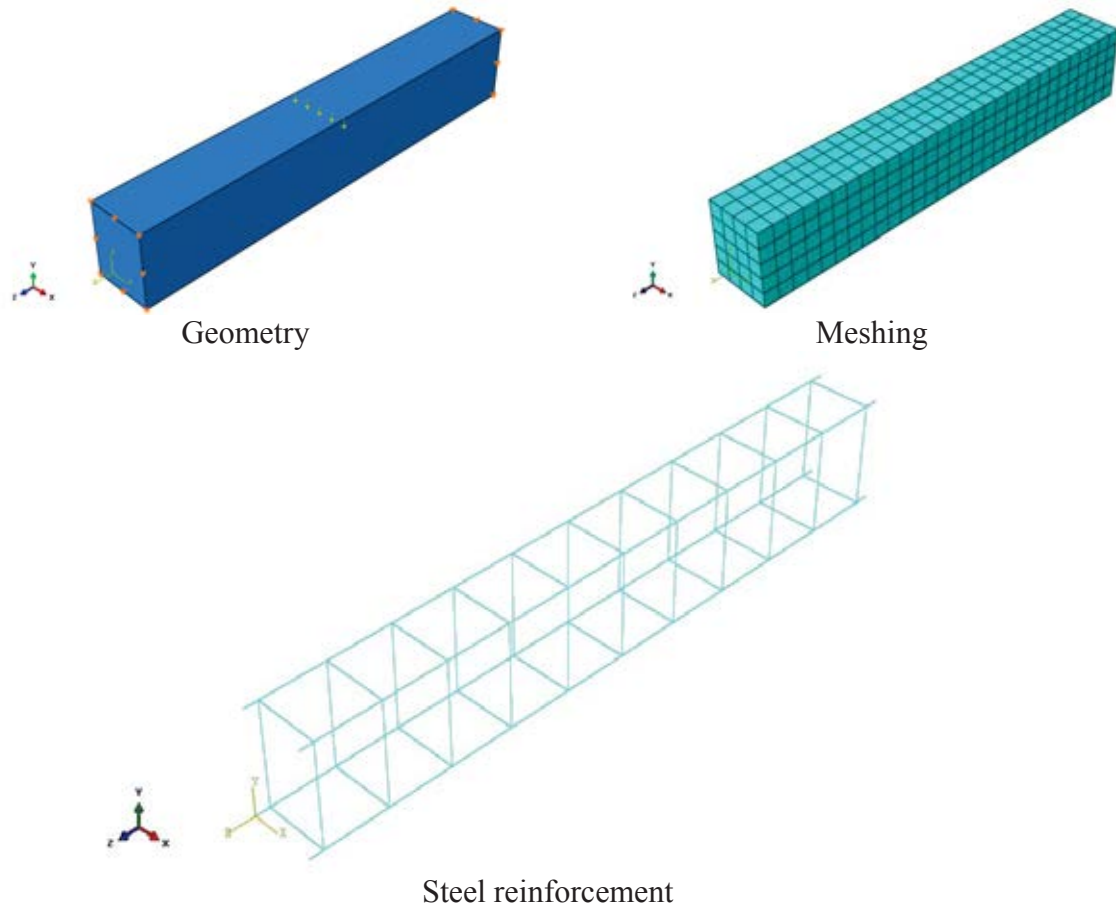 Y
Z X
Geometry
Y
Z X
Meshing
Y
Z X
Y
Z X
Steel reinforcement